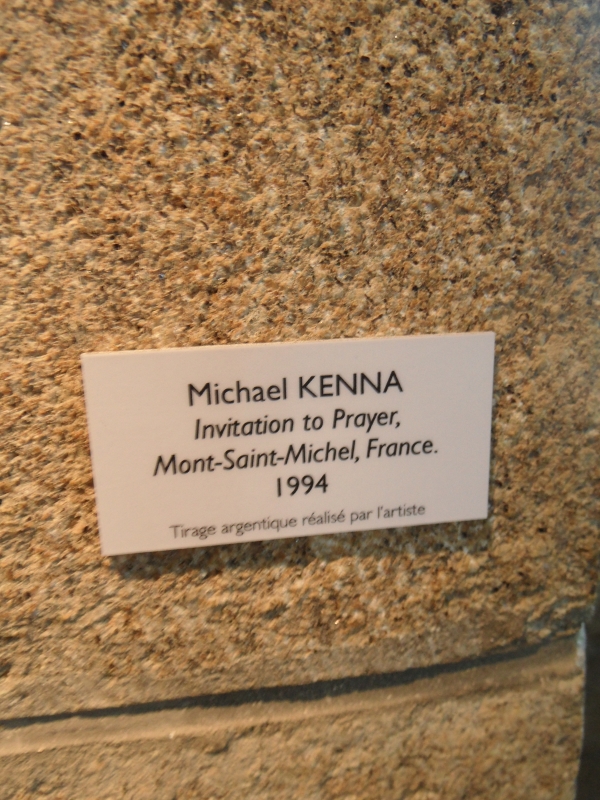 Michael KENNA
Invitation to Prayer,
Mont-Saint-Michel, France.
1994
Tirage argentique réalisé par l'artiste